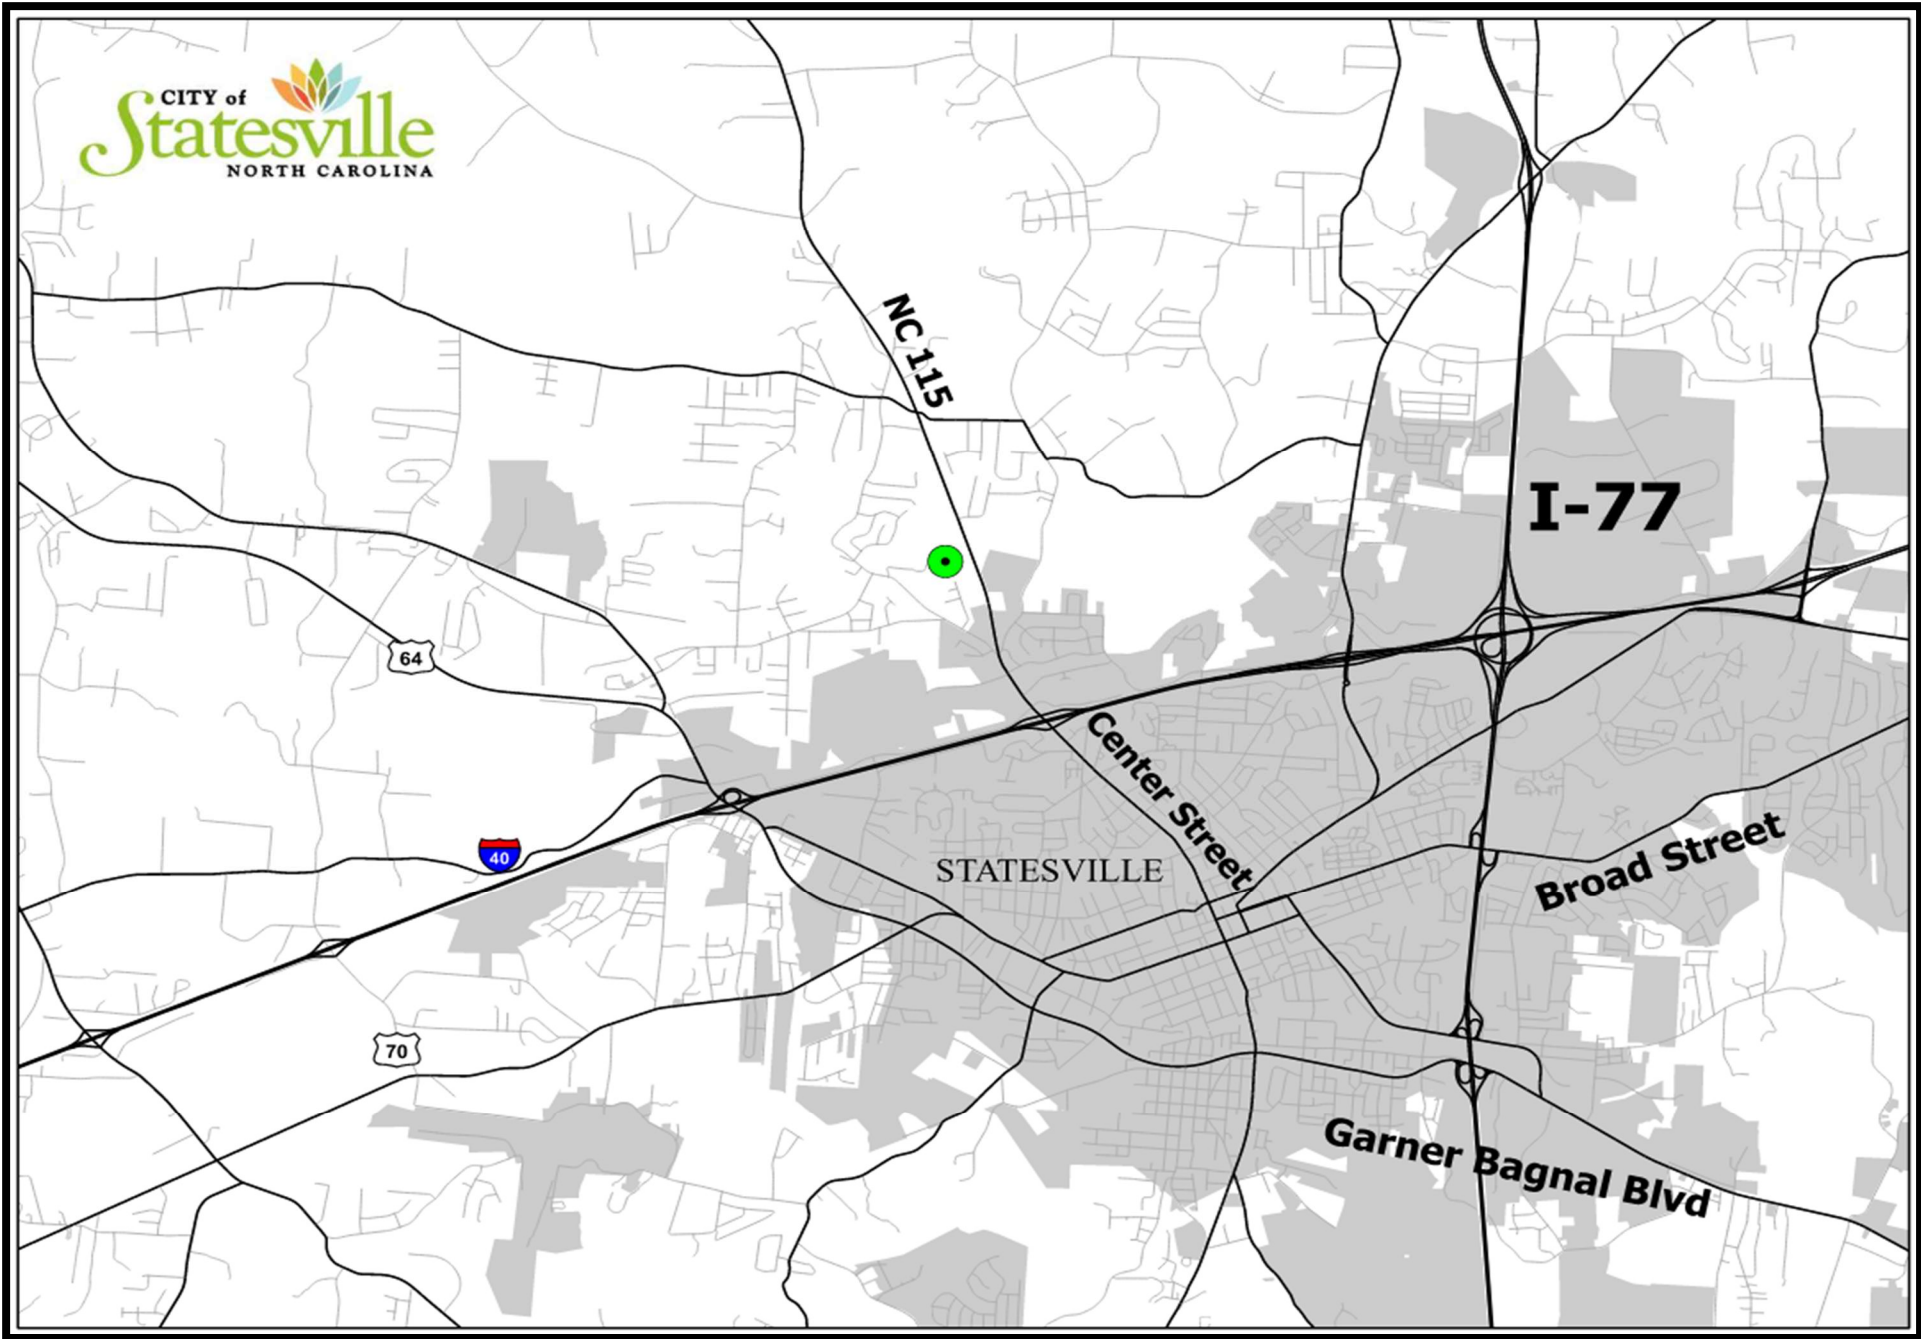 CITY of
Statesville
NORTH CAROLINA
NC 115
I-77
64
Center Street
40
STATESVILLE
Broad Street
70
Garner Bagnal Blvd